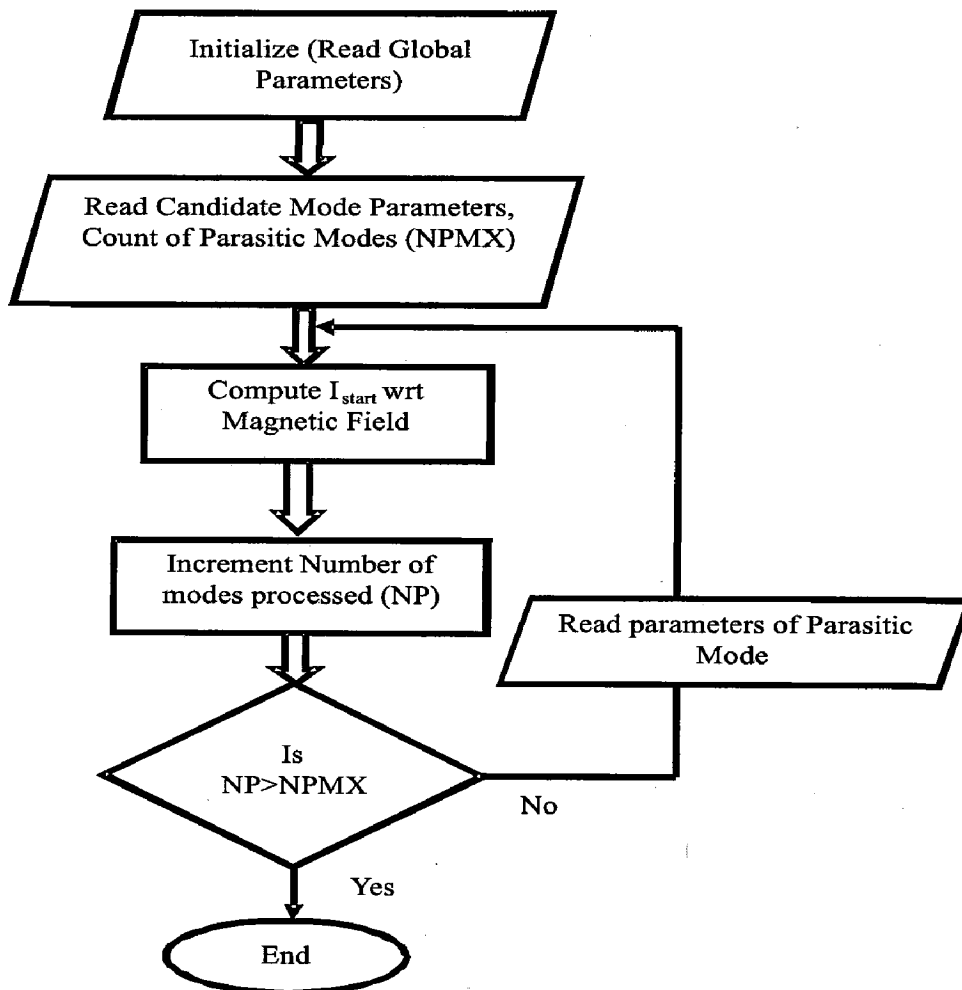 Initialize (Read Global
Parameters)
Read Candidate Mode Parameters,
Count of Parasitic Modes (NPMX)
Compute Istart wrt
Magnetic Field
Increment Number of
modes processed (NP)
Read parameters of Parasitic
Mode
Is
NP>NPMX
No
Yes
End